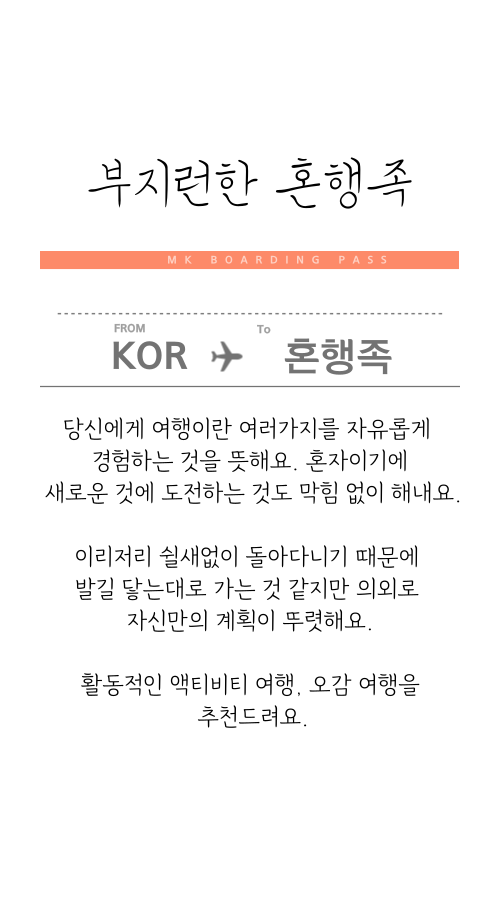 부지런한 혼행족
MK BOARDING PASS
FROM To
KOR 혼행족
당신에게 여행이란 여러가지를 자유롭게
경험하는 것을 뜻해요. 혼자이기에
새로운 것에 도전하는 것도 막힘 없이 해내요.
이리저리 쉴새없이 돌아다니기 때문에
발길 닿는대로 가는 것 같지만 의외로
자신만의 계획이 뚜렷해요.
활동적인 액티비티 여행, 오감 여행을
추천드려요.